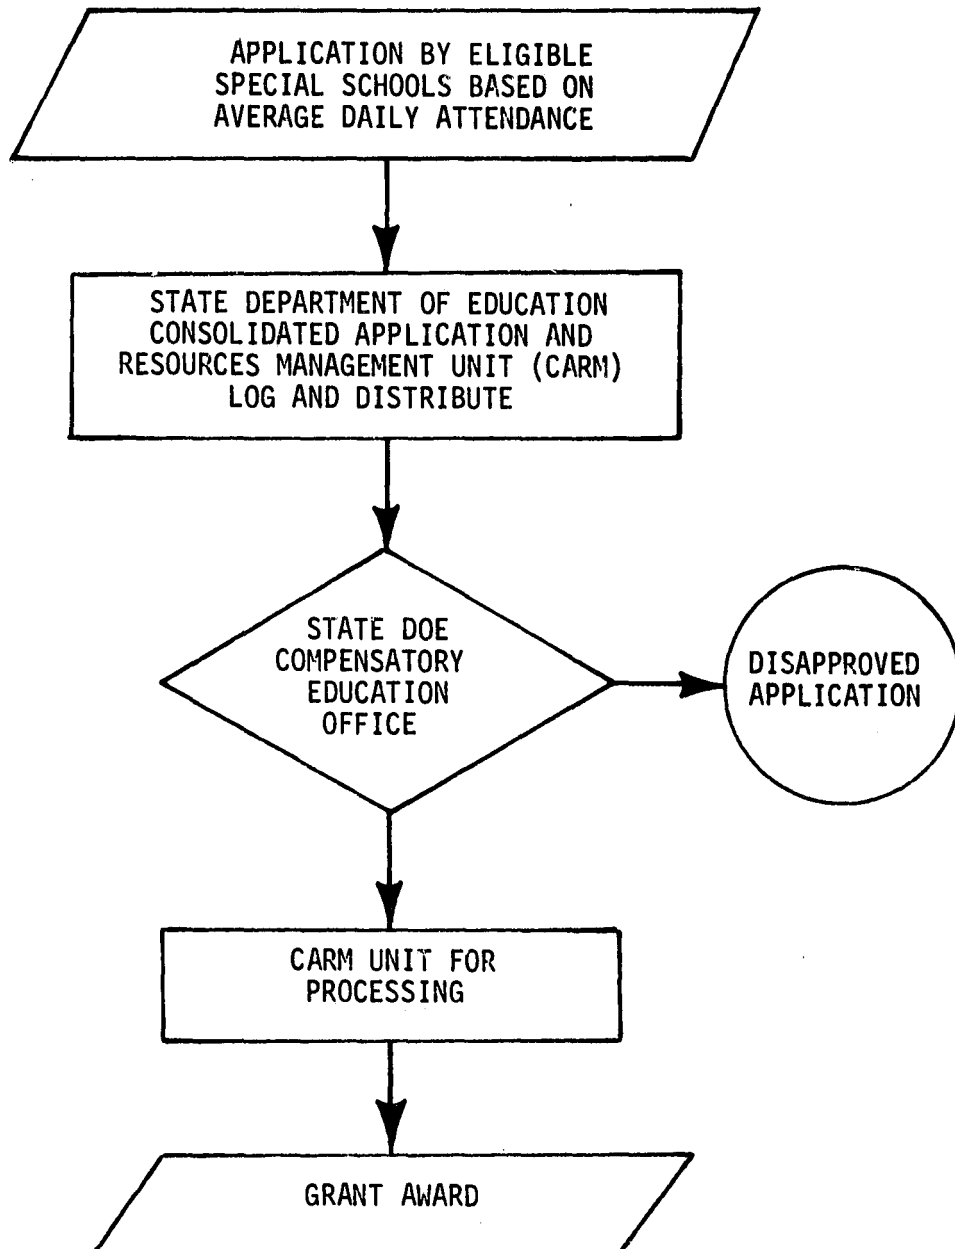 APPLICATION BY ELIGIBLE
SPECIAL SCHOOLS BASED ON
AVERAGE DAILY ATTENDANCE
STATE DEPARTMENT OF EDUCATION
CONSOLIDATED APPLICATION AND
RESOURCES MANAGEMENT UNIT (CARM)
LOG AND DISTRIBUTE
STATE DOE
COMPENSATORY
EDUCATION
OFFICE
DISAPPROVED
APPLICATION
CARM UNIT FOR
PROCESSING
GRANT AWARD